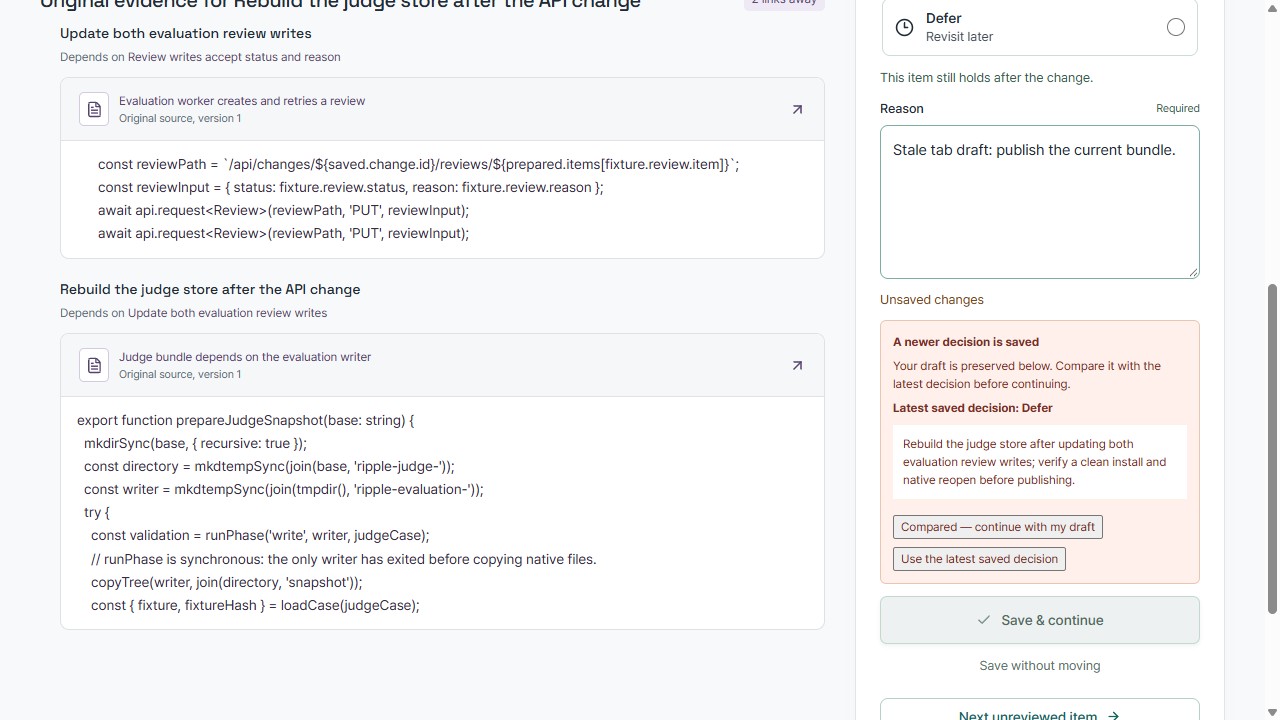 Original evidence for Rebuild the judge store after the API change
2 links away
Update both evaluation review writes
Depends on Review writes accept status and reason
Evaluation worker creates and retries a review
Original source, version 1
const reviewPath = `/api/changes/${saved.change.id}/reviews/${prepared.items[fixture.review.item]}`;
const reviewInput = { status: fixture.review.status, reason: fixture.review.reason };
await api.request<Review>(reviewPath, 'PUT', reviewInput);
await api.request<Review>(reviewPath, 'PUT', reviewInput);
Rebuild the judge store after the API change
Depends on Update both evaluation review writes
Judge bundle depends on the evaluation writer
Original source, version 1
export function prepareJudgeSnapshot(base: string) {
mkdirSync(base, { recursive: true });
const directory = mkdtempSync(join(base, 'ripple-judge-'));
const writer = mkdtempSync(join(tmpdir(), 'ripple-evaluation-'));
try {
const validation = runPhase('write', writer, judgeCase);
// runPhase is synchronous: the only writer has exited before copying native files.
copyTree(writer, join(directory, 'snapshot'));
const { fixture, fixtureHash } = loadCase(judgeCase);
Defer
Revisit later
This item still holds after the change.
Reason
Required
Stale tab draft: publish the current bundle.
Unsaved changes
A newer decision is saved
Your draft is preserved below. Compare it with the
latest decision before continuing.
Latest saved decision: Defer
Rebuild the judge store after updating both
evaluation review writes; verify a clean install and
native reopen before publishing.
Compared — continue with my draft
Use the latest saved decision
Save & continue
Save without moving
Next unreviewed item